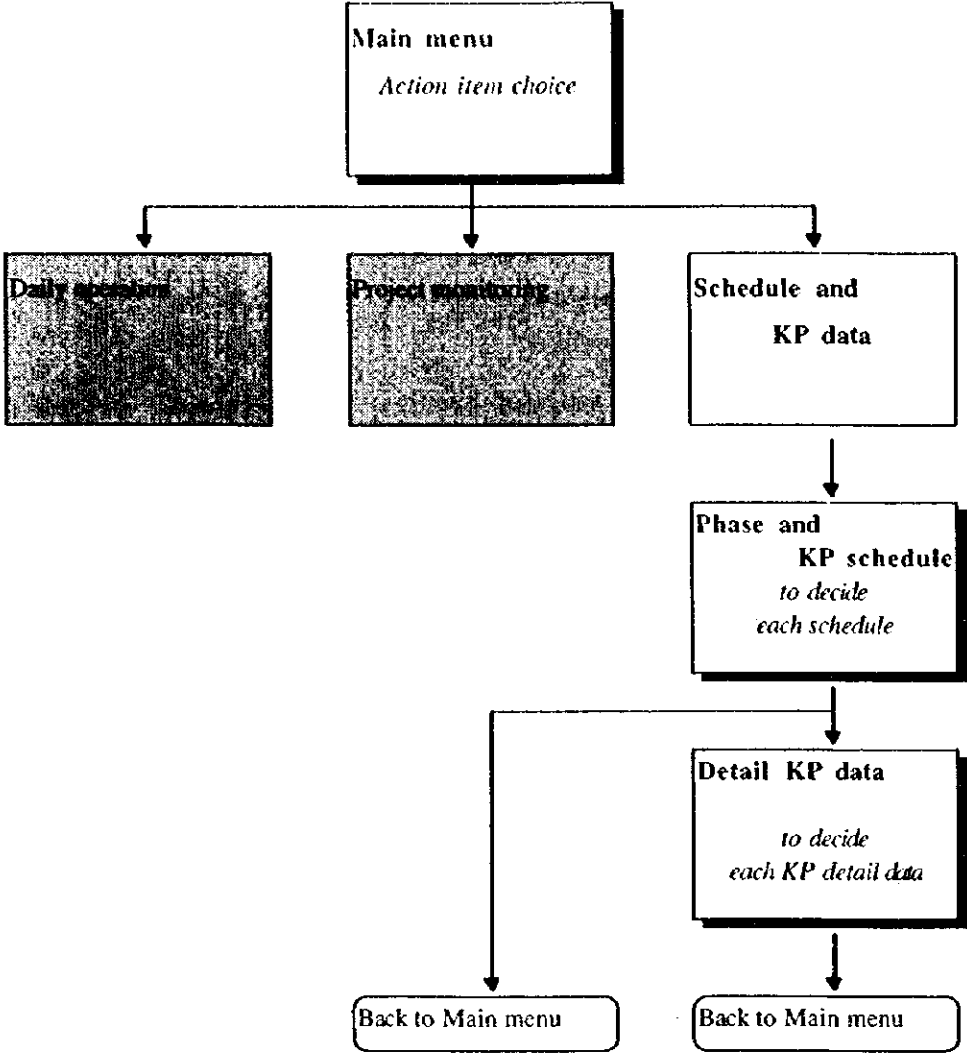 Main menu
Action item choice
Daily operation
Project monitoring
Schedule and
KP data
Phase and
KP schedule
to decide
each schedule
Detail KP data
to decide
each KP detail data
Back to Main menu
Back to Main menu